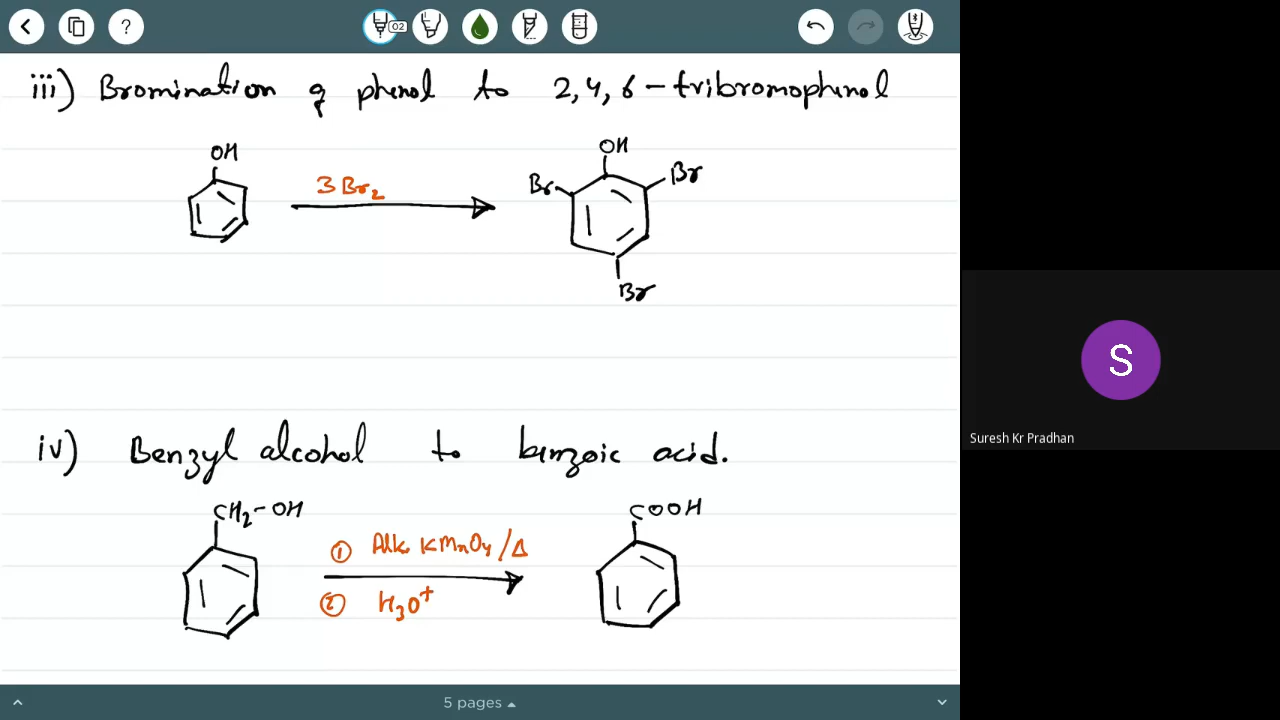 02
iii) Bromination of phenol to 2, 4, 6 - tribromophenol
OH
3 Br2
OH
Br
Br
Br
iv) Benzyl alcohol to benzoic acid.
CH2 - OH
① Alk. KMnO4 / Δ
② H3O+
COOH
5 pages
?
S
Suresh Kr Pradhan